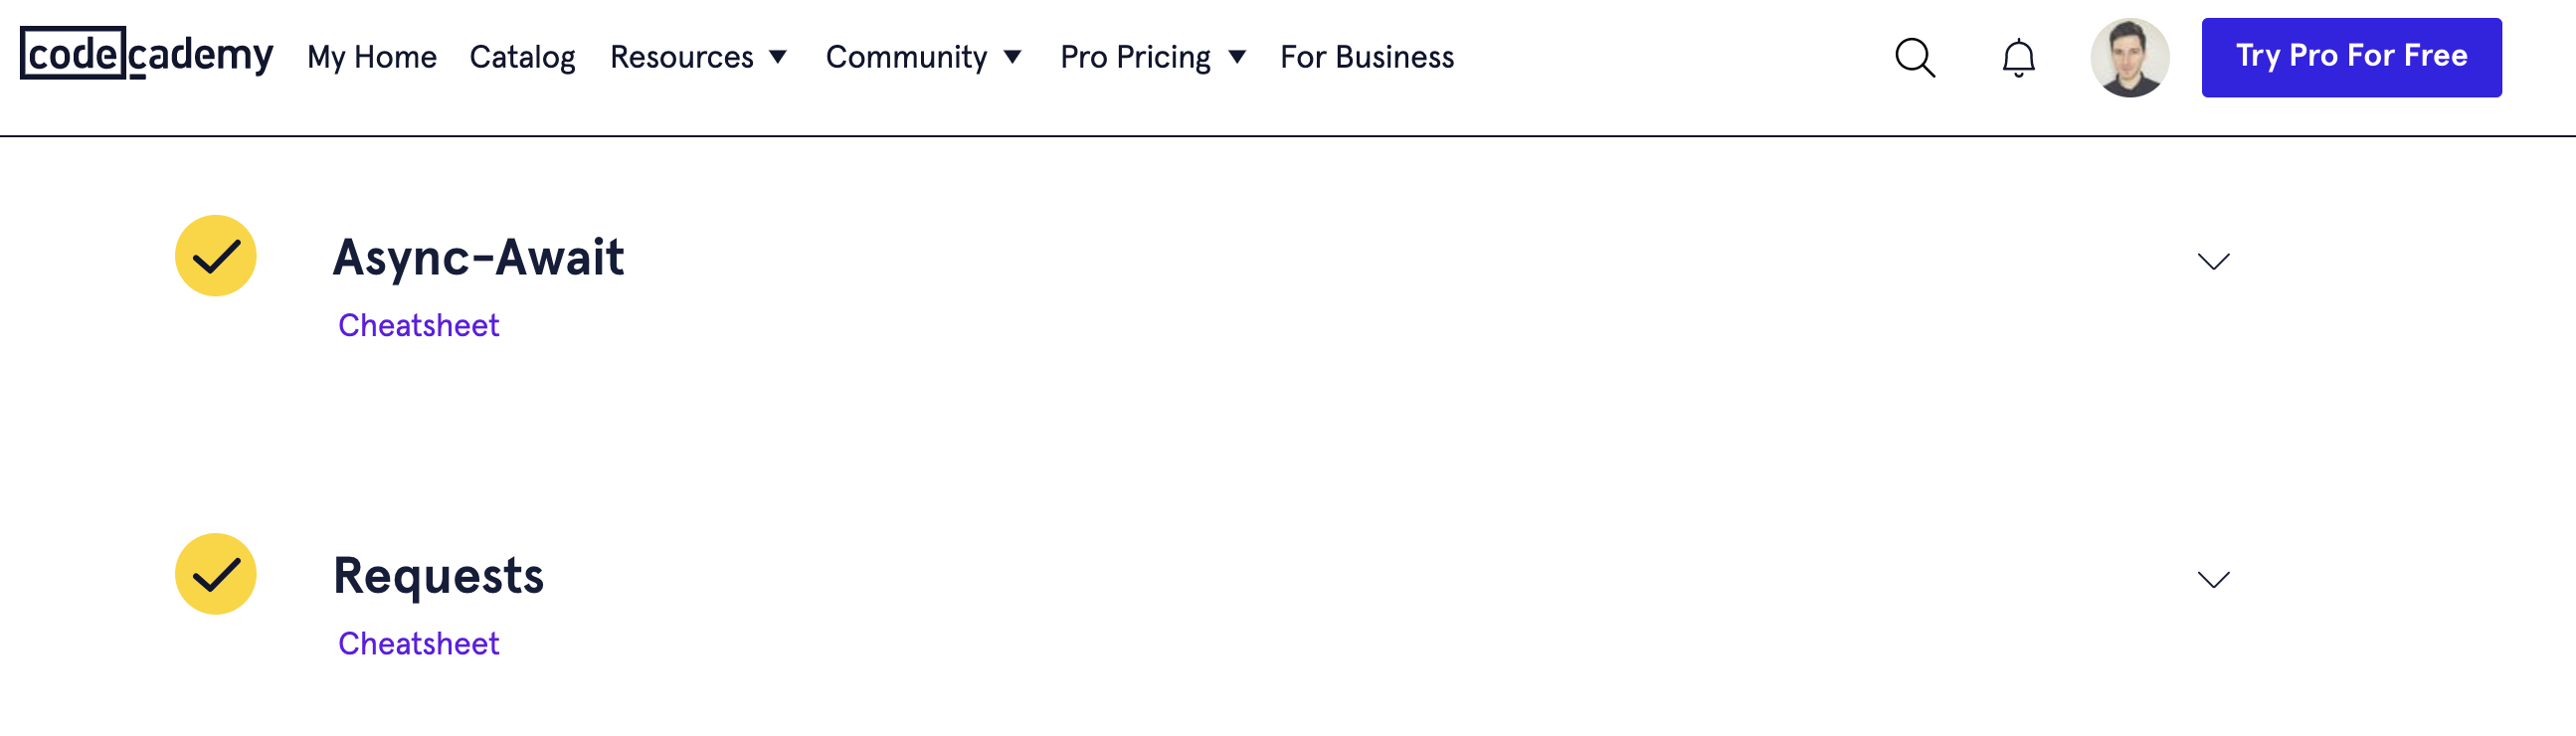 codecademy My Home Catalog Resources Community Pro Pricing For Business Try Pro For Free
Async-Await
Cheatsheet
Requests
Cheatsheet